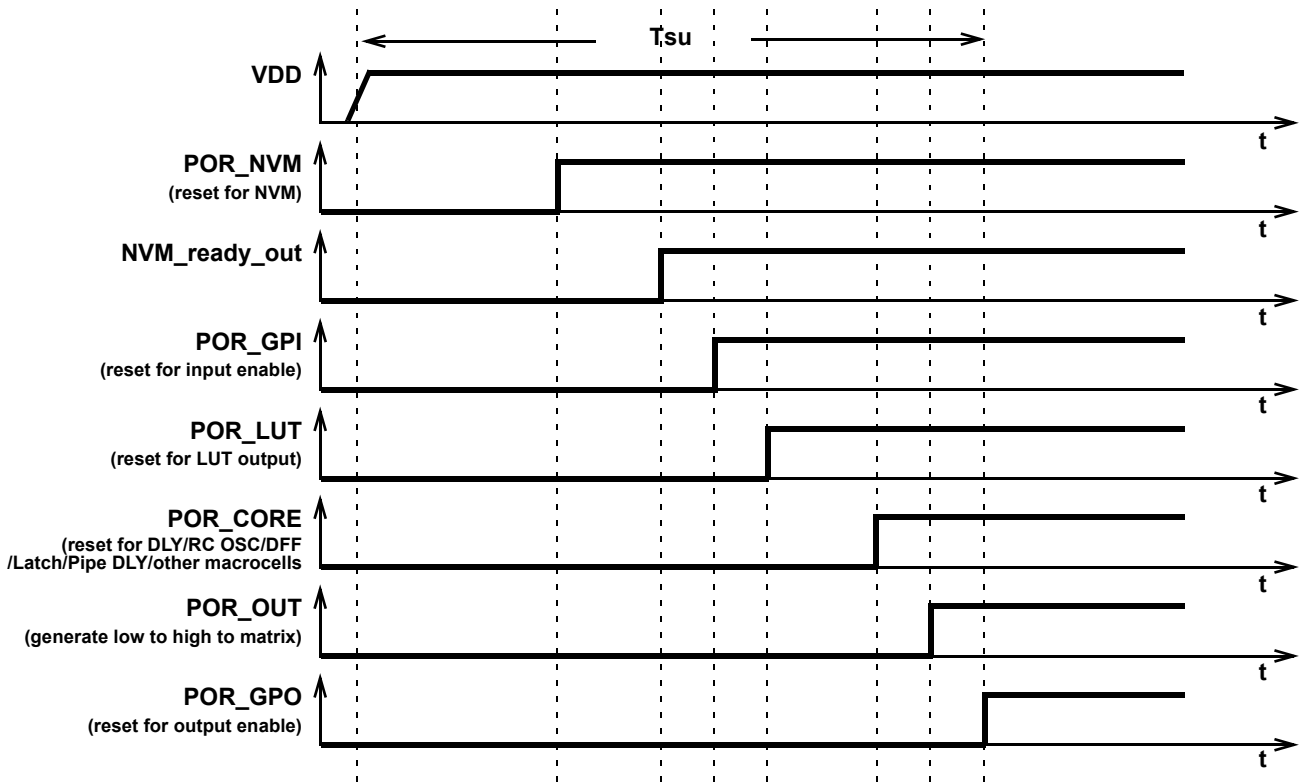 Tsu
VDD
t
POR_NVM
(reset for NVM)
t
NVM_ready_out
t
POR_GPI
(reset for input enable)
t
POR_LUT
(reset for LUT output)
t
POR_CORE
(reset for DLY/RC OSC/DFF
/Latch/Pipe DLY/other macrocells
t
POR_OUT
(generate low to high to matrix)
t
POR_GPO
(reset for output enable)
t